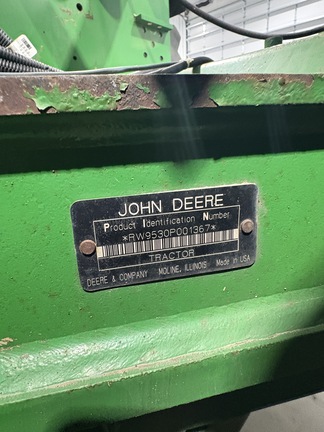 JOHN DEERE
Product Identification Number
*RW9530P001367*
TRACTOR
DEERE & COMPANY MOLINE, ILLINOIS Made in USA